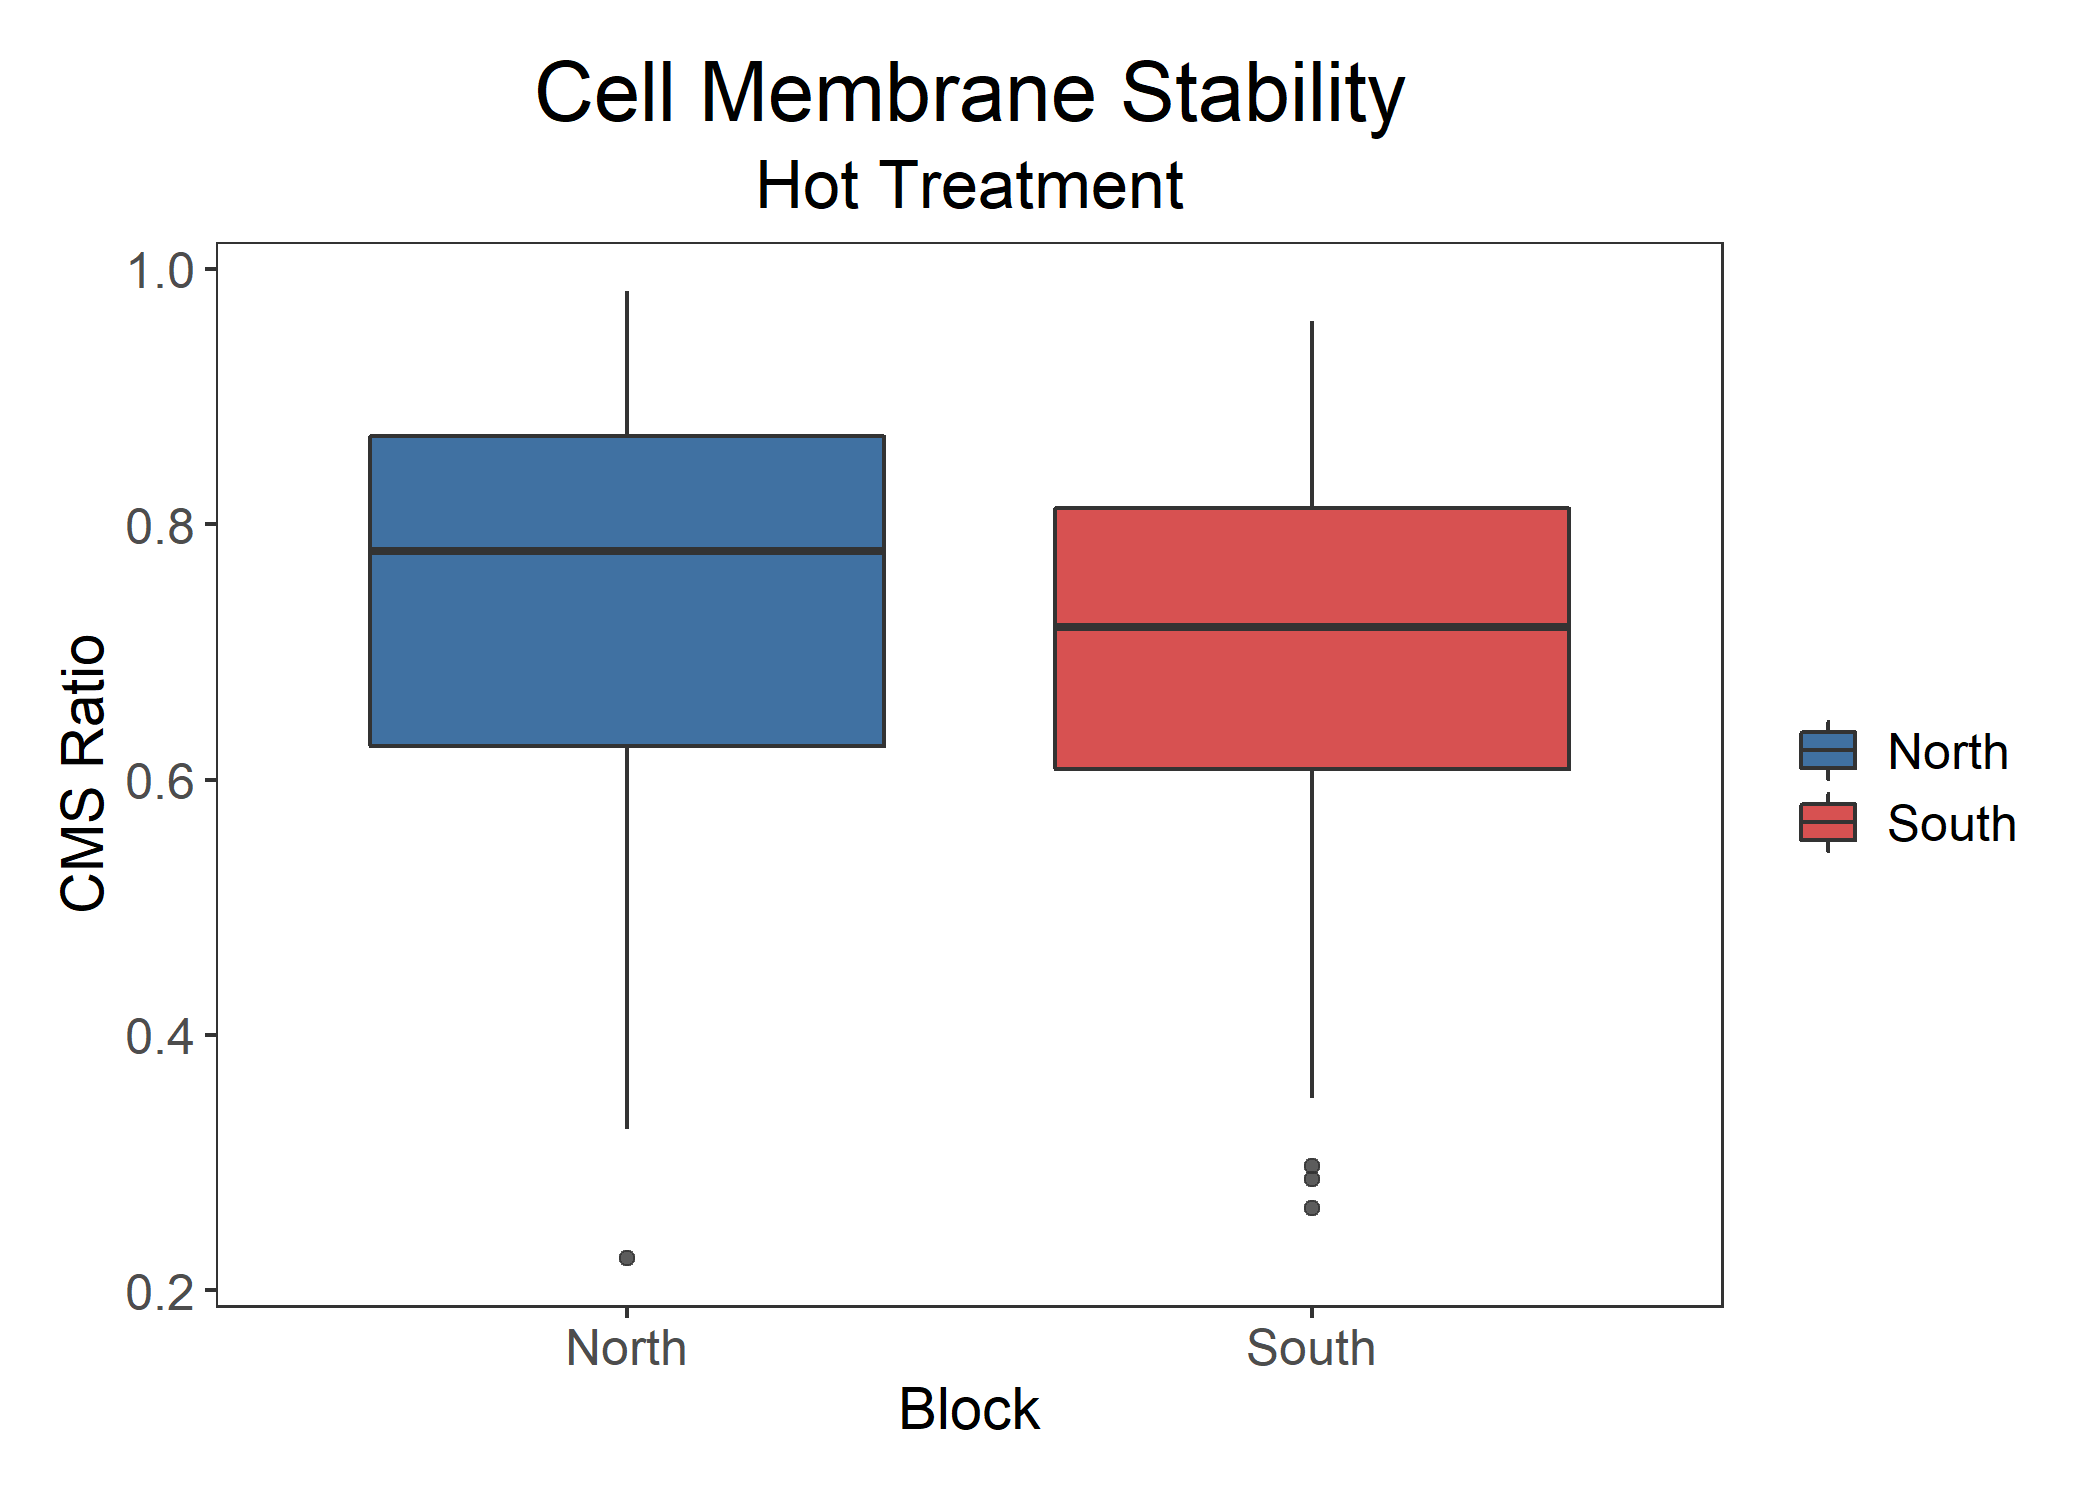 Cell Membrane Stability
Hot Treatment
1.0
0.8
0.6
0.4
0.2
CMS Ratio
North
South
Block
North
South